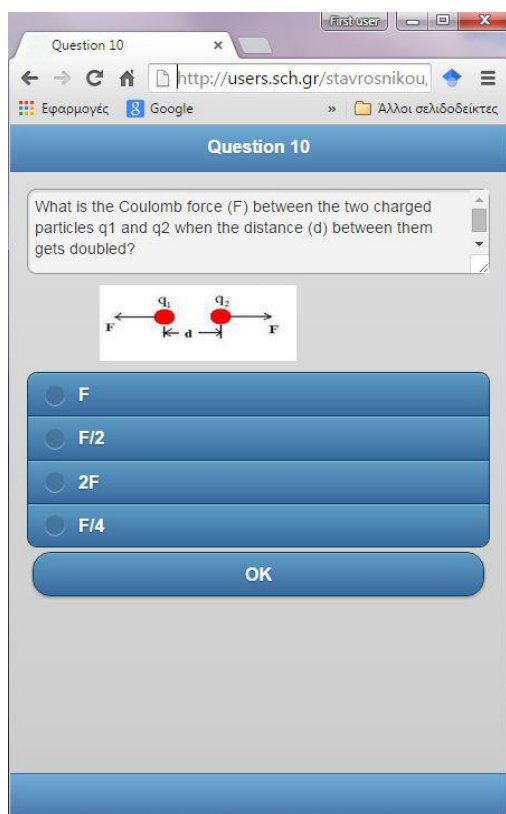 First user
Question 10
http://users.sch.gr/stavrosnikou,
Εφαρμογές Google » Άλλοι σελιδοδείκτες
Question 10
What is the Coulomb force (F) between the two charged
particles q1 and q2 when the distance (d) between them
gets doubled?
q₁ q₂
F d F
F
F/2
2F
F/4
OK